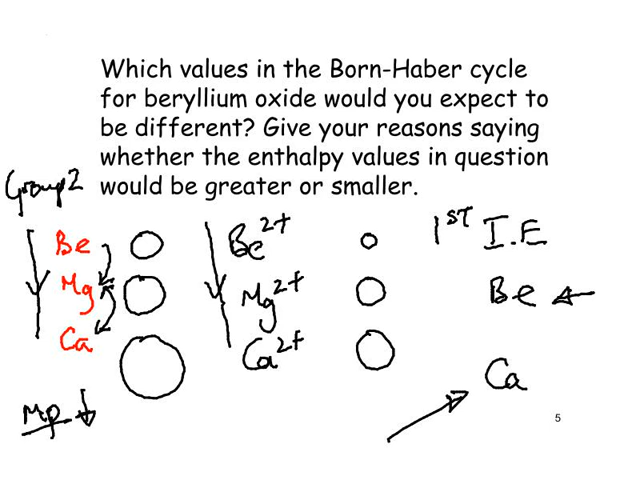 Which values in the Born-Haber cycle
for beryllium oxide would you expect to
be different? Give your reasons saying
whether the enthalpy values in question
would be greater or smaller.
Group 2
Be
Mg
Ca
Mp
Be2+
Mg2+
Ca2+
1ST I.E
Be
Ca
5